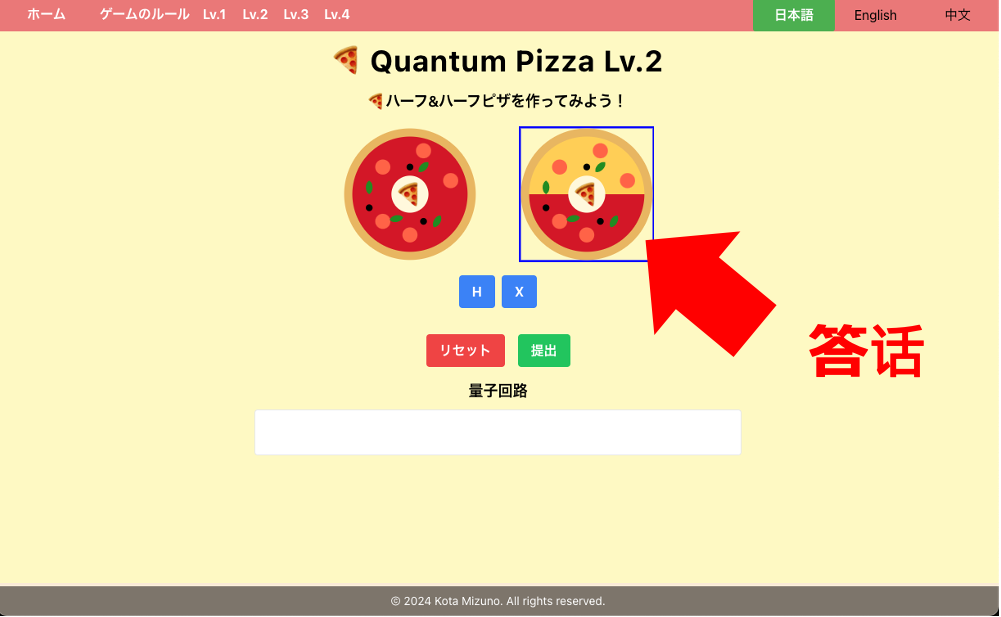 ホーム ゲームのルール Lv.1 Lv.2 Lv.3 Lv.4 日本語 English 中文
Quantum Pizza Lv.2
ハーフ&ハーフピザを作ってみよう！
H X
答话
リセット 提出
量子回路
© 2024 Kota Mizuno. All rights reserved.